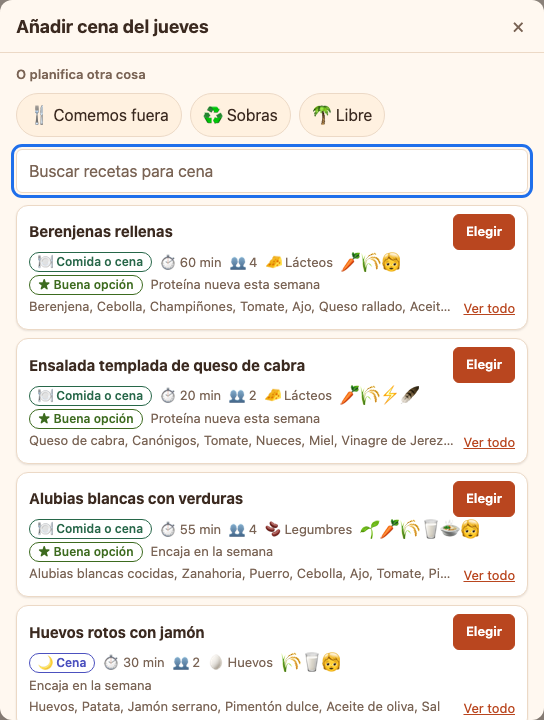 Añadir cena del jueves
×
O planifica otra cosa
🍴 Comemos fuera ♻️ Sobras 🌴 Libre
Buscar recetas para cena
Berenjenas rellenas
Elegir
🍽️ Comida o cena ⏱️ 60 min 👥 4 🧀 Lácteos 🥕🌾🧒
★ Buena opción Proteína nueva esta semana
Berenjena, Cebolla, Champiñones, Tomate, Ajo, Queso rallado, Aceit... Ver todo
Ensalada templada de queso de cabra
Elegir
🍽️ Comida o cena ⏱️ 20 min 👥 2 🧀 Lácteos 🥕🌾⚡🪶
★ Buena opción Proteína nueva esta semana
Queso de cabra, Canónigos, Tomate, Nueces, Miel, Vinagre de Jerez... Ver todo
Alubias blancas con verduras
Elegir
🍽️ Comida o cena ⏱️ 55 min 👥 4 🫘 Legumbres 🌱🥕🌾🥛🍲🧒
★ Buena opción Encaja en la semana
Alubias blancas cocidas, Zanahoria, Puerro, Cebolla, Ajo, Tomate, Pi... Ver todo
Huevos rotos con jamón
Elegir
🌙 Cena ⏱️ 30 min 👥 2 🥚 Huevos 🌾🥛🧒
Encaja en la semana
Huevos, Patata, Jamón serrano, Pimentón dulce, Aceite de oliva, Sal Ver todo